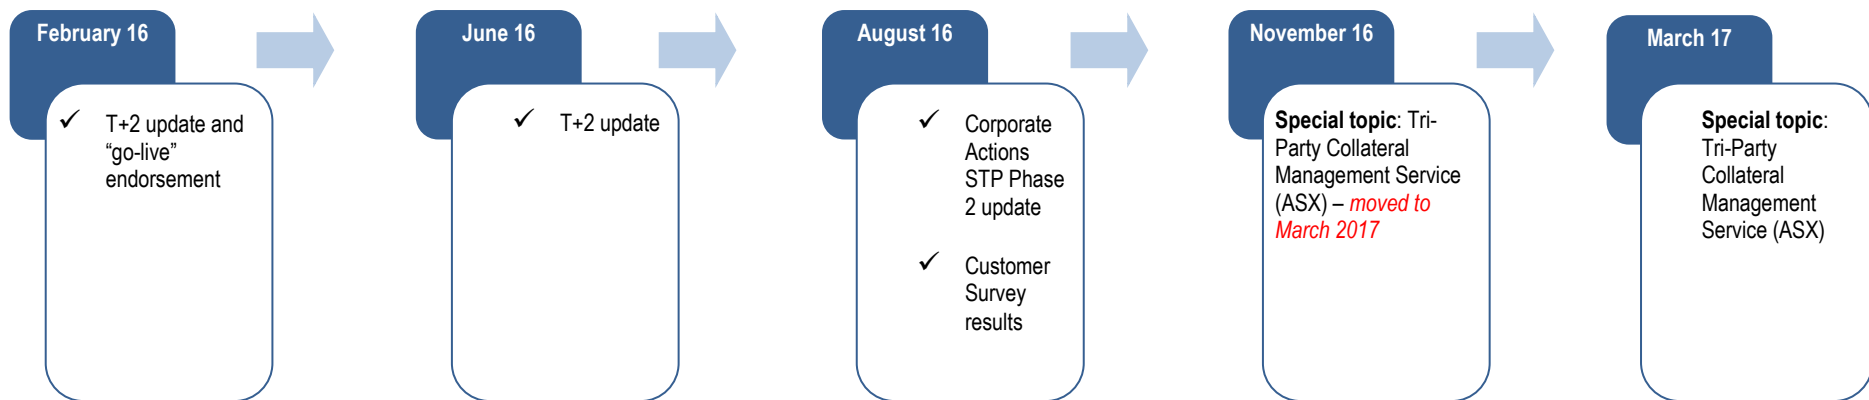 February 16
✓ T+2 update and
“go-live”
endorsement
June 16
✓ T+2 update
August 16
✓ Corporate
Actions
STP Phase
2 update
✓ Customer
Survey
results
November 16
Special topic: Tri-
Party Collateral
Management Service
(ASX) – moved to
March 2017
March 17
Special topic:
Tri-Party
Collateral
Management
Service (ASX)